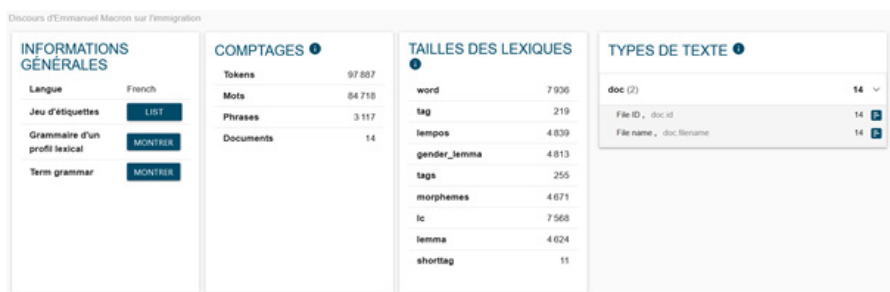 Discours d'Emmanuel Macron sur l'immigration
INFORMATIONS
GÉNÉRALES
Langue French
Jeu d'étiquettes LIST
Grammaire d'un
profil lexical MONTRER
Term grammar MONTRER
COMPTAGES
Tokens 97 887
Mots 84 718
Phrases 3 117
Documents 14
TAILLES DES LEXIQUES
word 7 936
tag 219
lempos 4 839
gender_lemma 4 813
tags 255
morphemes 4 671
lc 7 568
lemma 4 624
shorttag 11
TYPES DE TEXTE
doc (2) 14
File ID , doc.id 14
File name , doc.filename 14